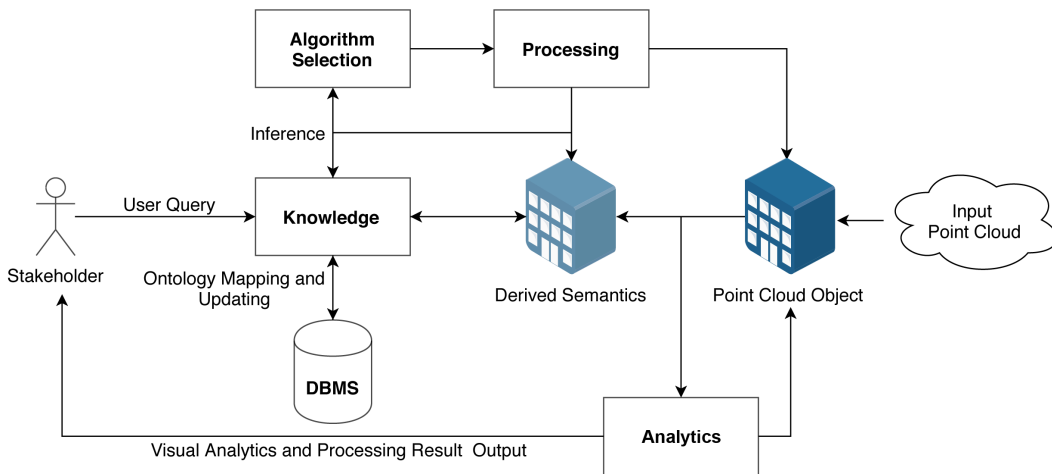 Algorithm
Selection
Processing
Inference
User Query
Knowledge
Stakeholder
Input
Point Cloud
Ontology Mapping and
Updating
Derived Semantics
Point Cloud Object
DBMS
Analytics
Visual Analytics and Processing Result Output